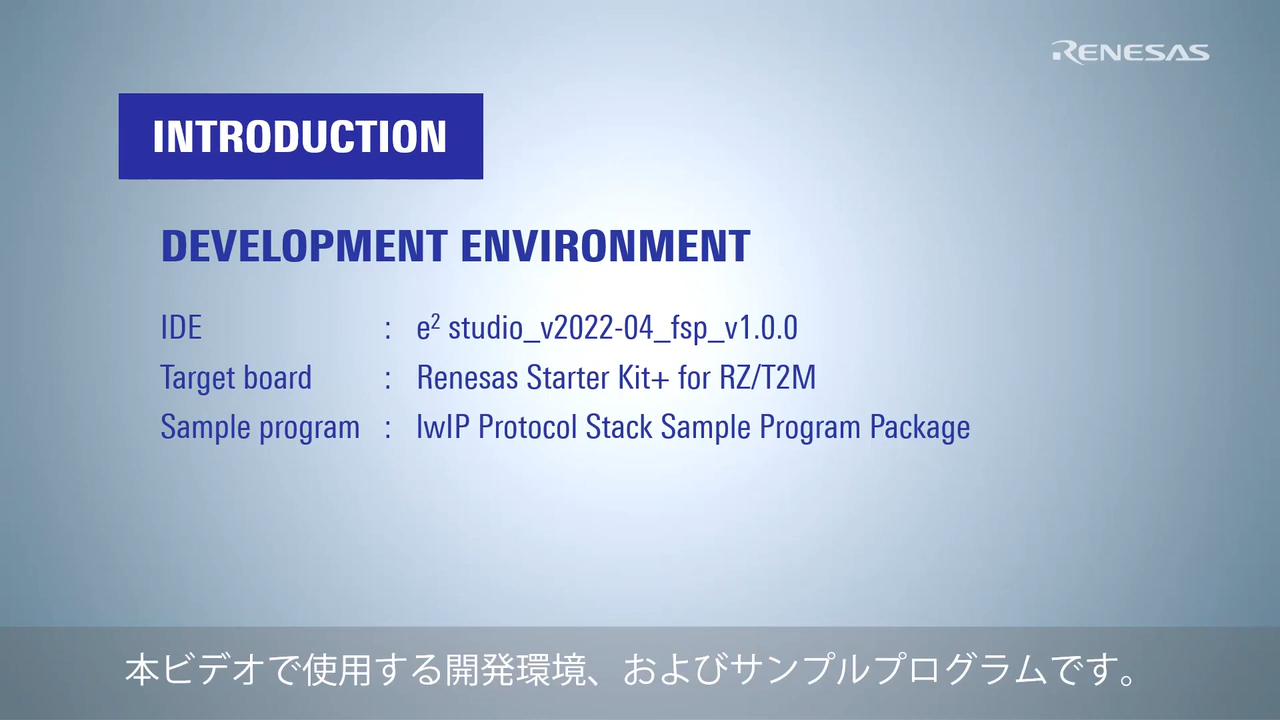 RENESAS
INTRODUCTION
DEVELOPMENT ENVIRONMENT
IDE : e² studio_v2022-04_fsp_v1.0.0
Target board : Renesas Starter Kit+ for RZ/T2M
Sample program : lwIP Protocol Stack Sample Program Package
本ビデオで使用する開発環境、およびサンプルプログラムです。